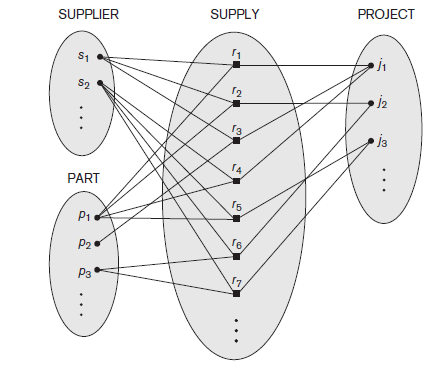 SUPPLIER
SUPPLY
PROJECT
s1
s2
PART
p1
p2
p3
r1
r2
r3
r4
r5
r6
r7
j1
j2
j3